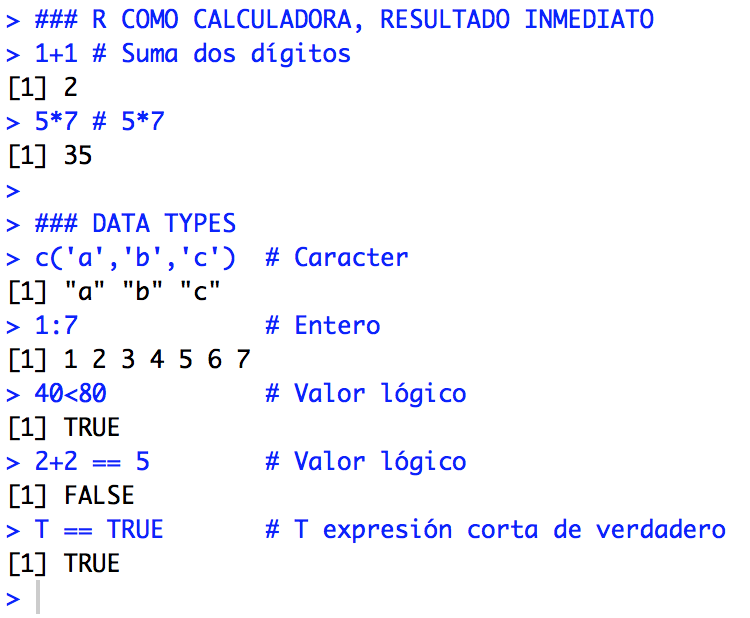 > ### R COMO CALCULADORA, RESULTADO INMEDIATO
> 1+1 # Suma dos dígitos
[1] 2
> 5*7 # 5*7
[1] 35
>
> ### DATA TYPES
> c('a','b','c')  # Caracter
[1] "a" "b" "c"
> 1:7             # Entero
[1] 1 2 3 4 5 6 7
> 40<80           # Valor lógico
[1] TRUE
> 2+2 == 5        # Valor lógico
[1] FALSE
> T == TRUE       # T expresión corta de verdadero
[1] TRUE
>